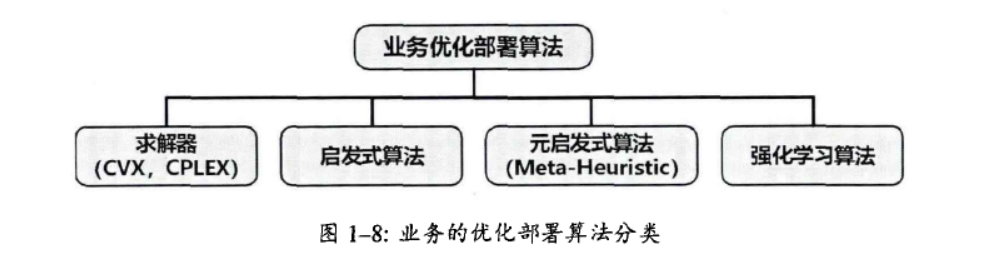 业务优化部署算法
求解器
(CVX，CPLEX)
启发式算法
元启发式算法
(Meta-Heuristic)
强化学习算法
图 1–8: 业务的优化部署算法分类